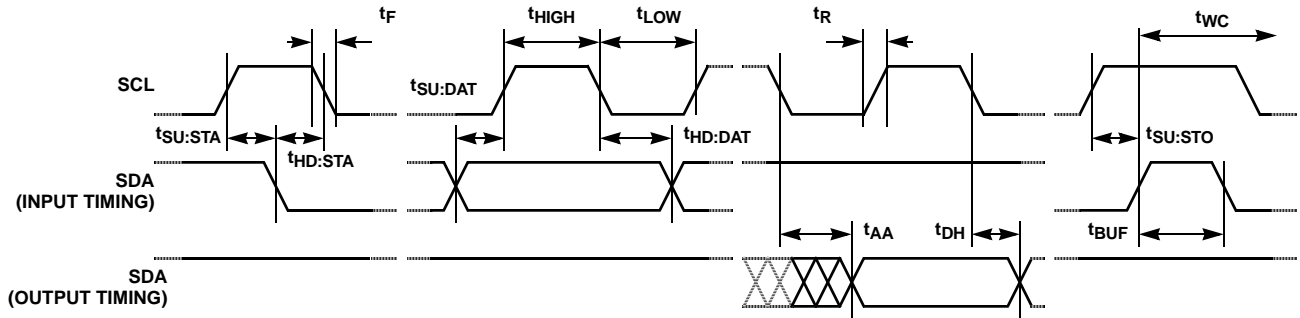 tF
tHIGH
tLOW
tR
tWC
SCL
tSU:DAT
tSU:STA
tHD:STA
tHD:DAT
tSU:STO
SDA
(INPUT TIMING)
tAA
tDH
tBUF
SDA
(OUTPUT TIMING)